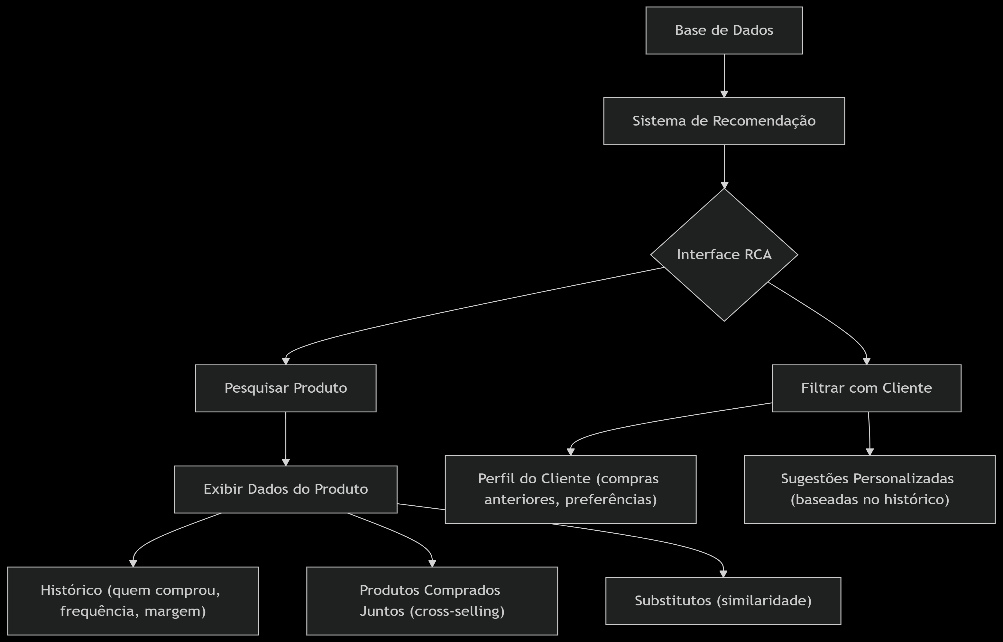 Base de Dados
Sistema de Recomendação
Interface RCA
Pesquisar Produto
Filtrar com Cliente
Exibir Dados do Produto
Perfil do Cliente (compras
anteriores, preferências)
Sugestões Personalizadas
(baseadas no histórico)
Histórico (quem comprou,
frequência, margem)
Produtos Comprados
Juntos (cross-selling)
Substitutos (similaridade)